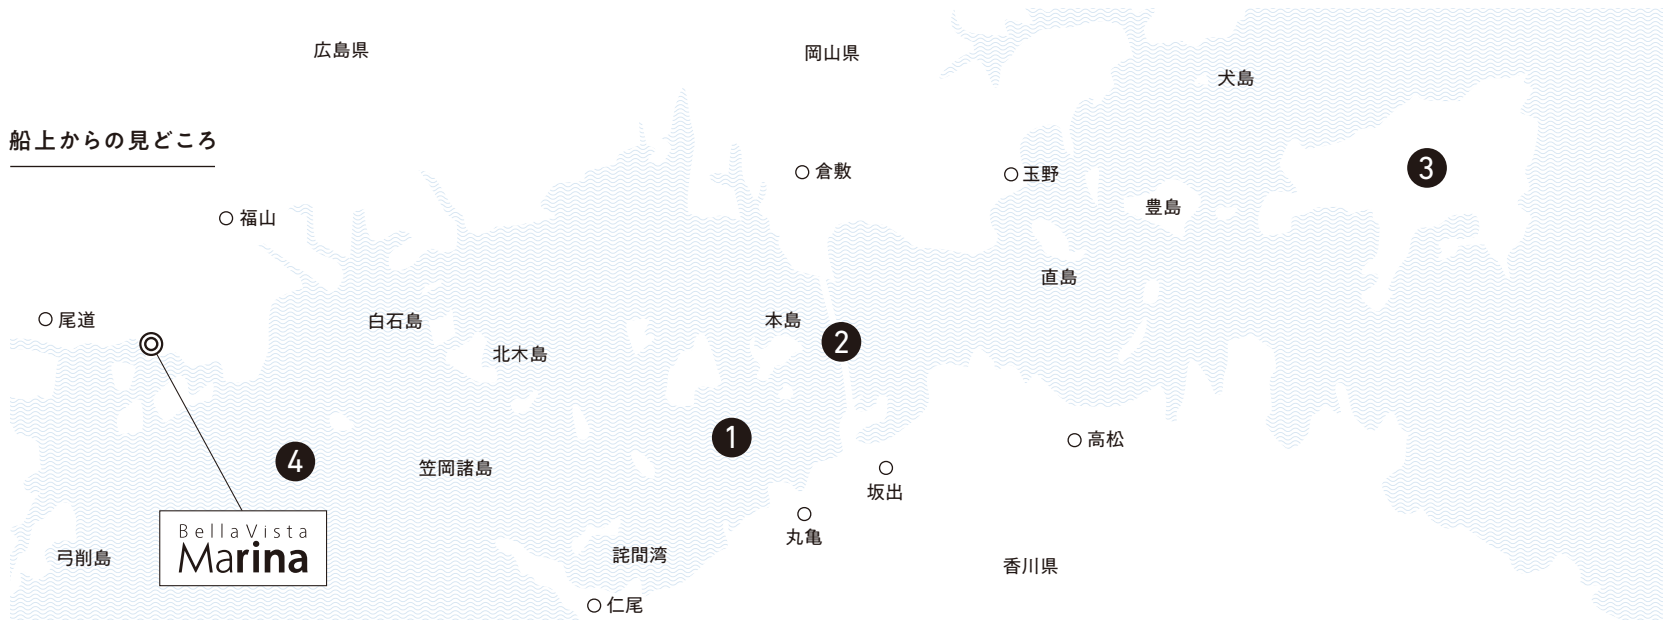 広島県
岡山県
犬島
船上からの見どころ
3
倉敷
玉野
豊島
福山
直島
尾道
白石島
本島
2
北木島
1
高松
4
笠岡諸島
坂出
BellaVista
Marina
丸亀
弓削島
詫間湾
香川県
仁尾